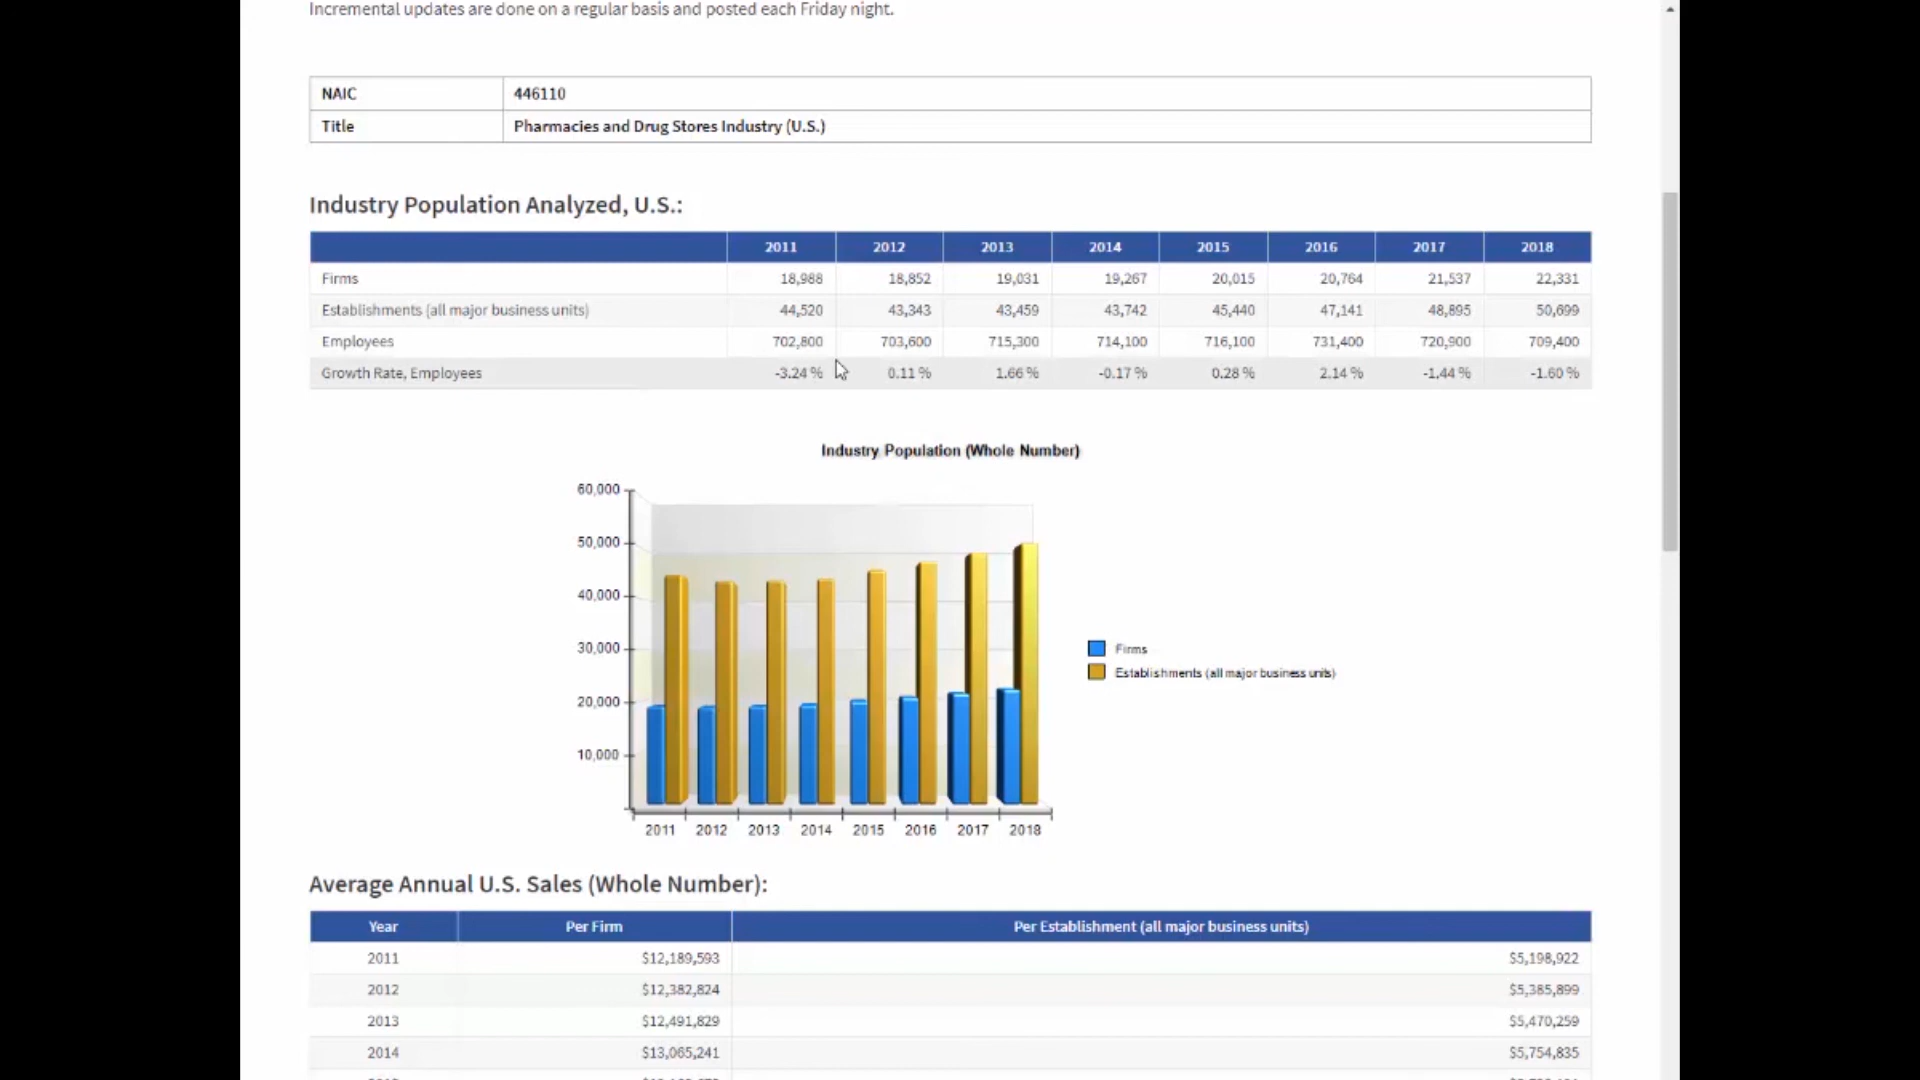 Incremental updates are done on a regular basis and posted each Friday night.
NAIC 446110
Title Pharmacies and Drug Stores Industry (U.S.)
Industry Population Analyzed, U.S.:
2011 2012 2013 2014 2015 2016 2017 2018
Firms 18,988 18,852 19,031 19,267 20,015 20,764 21,537 22,331
Establishments (all major business units) 44,520 43,343 43,459 43,742 45,440 47,141 48,895 50,699
Employees 702,800 703,600 715,300 714,100 716,100 731,400 720,900 709,400
Growth Rate, Employees -3.24 % 0.11 % 1.66 % -0.17 % 0.28 % 2.14 % -1.44 % -1.60 %
Industry Population (Whole Number)
60,000
50,000
40,000
30,000
20,000
10,000
Firms
Establishments (all major business units)
2011 2012 2013 2014 2015 2016 2017 2018
Average Annual U.S. Sales (Whole Number):
Year Per Firm Per Establishment (all major business units)
2011 $12,189,593 $5,198,922
2012 $12,382,824 $5,385,899
2013 $12,491,829 $5,470,259
2014 $13,065,241 $5,754,835